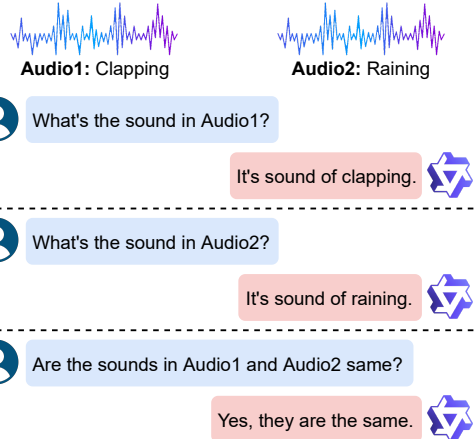 Audio1: Clapping
Audio2: Raining
What's the sound in Audio1?
It's sound of clapping.
What's the sound in Audio2?
It's sound of raining.
Are the sounds in Audio1 and Audio2 same?
Yes, they are the same.